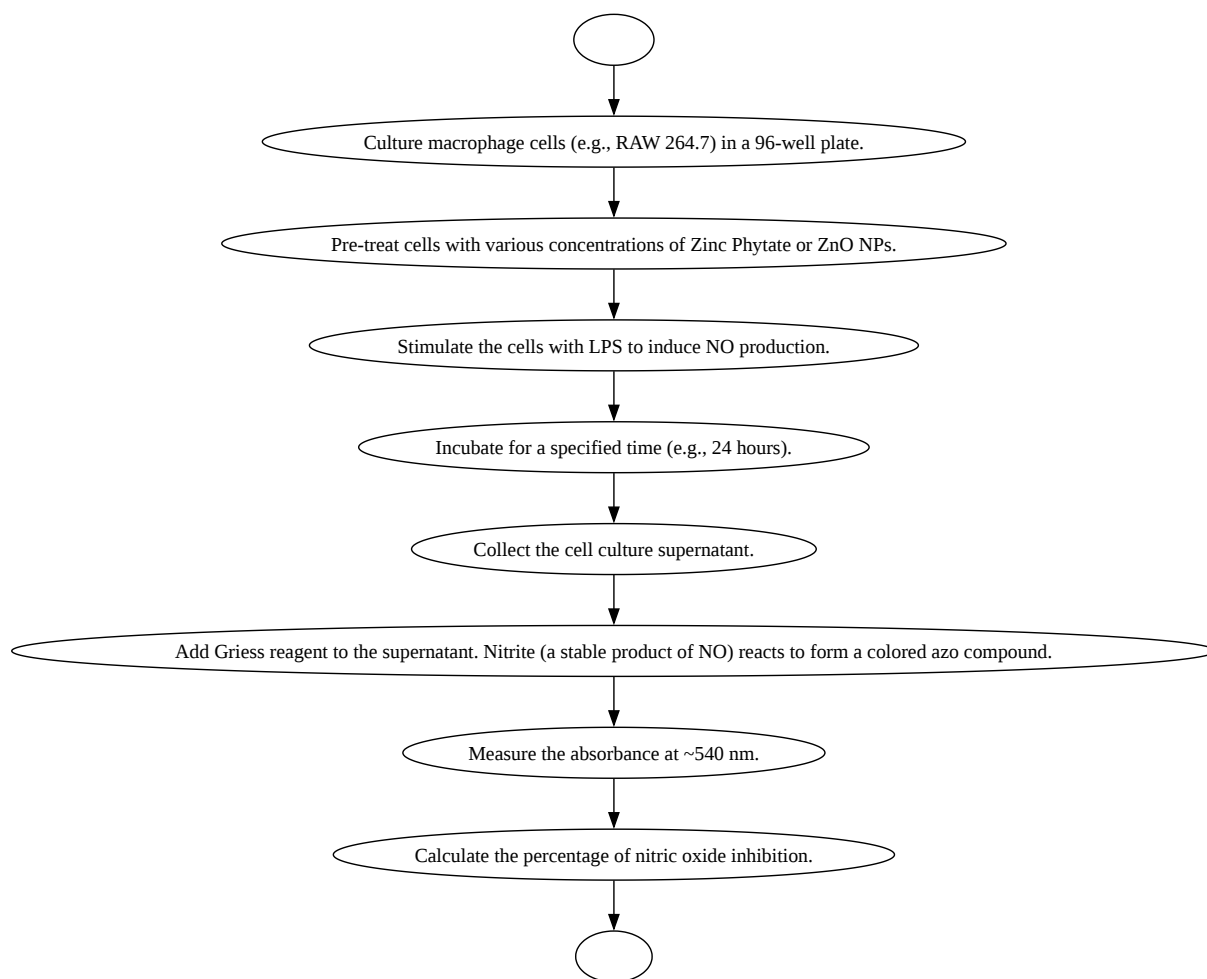 Culture macrophage cells (e.g., RAW 264.7) in a 96-well plate.
Pre-treat cells with various concentrations of Zinc Phytate or ZnO NPs.
Stimulate the cells with LPS to induce NO production.
Incubate for a specified time (e.g., 24 hours).
Collect the cell culture supernatant.
Add Griess reagent to the supernatant. Nitrite (a stable product of NO) reacts to form a colored azo compound.
Measure the absorbance at ~540 nm.
Calculate the percentage of nitric oxide inhibition.